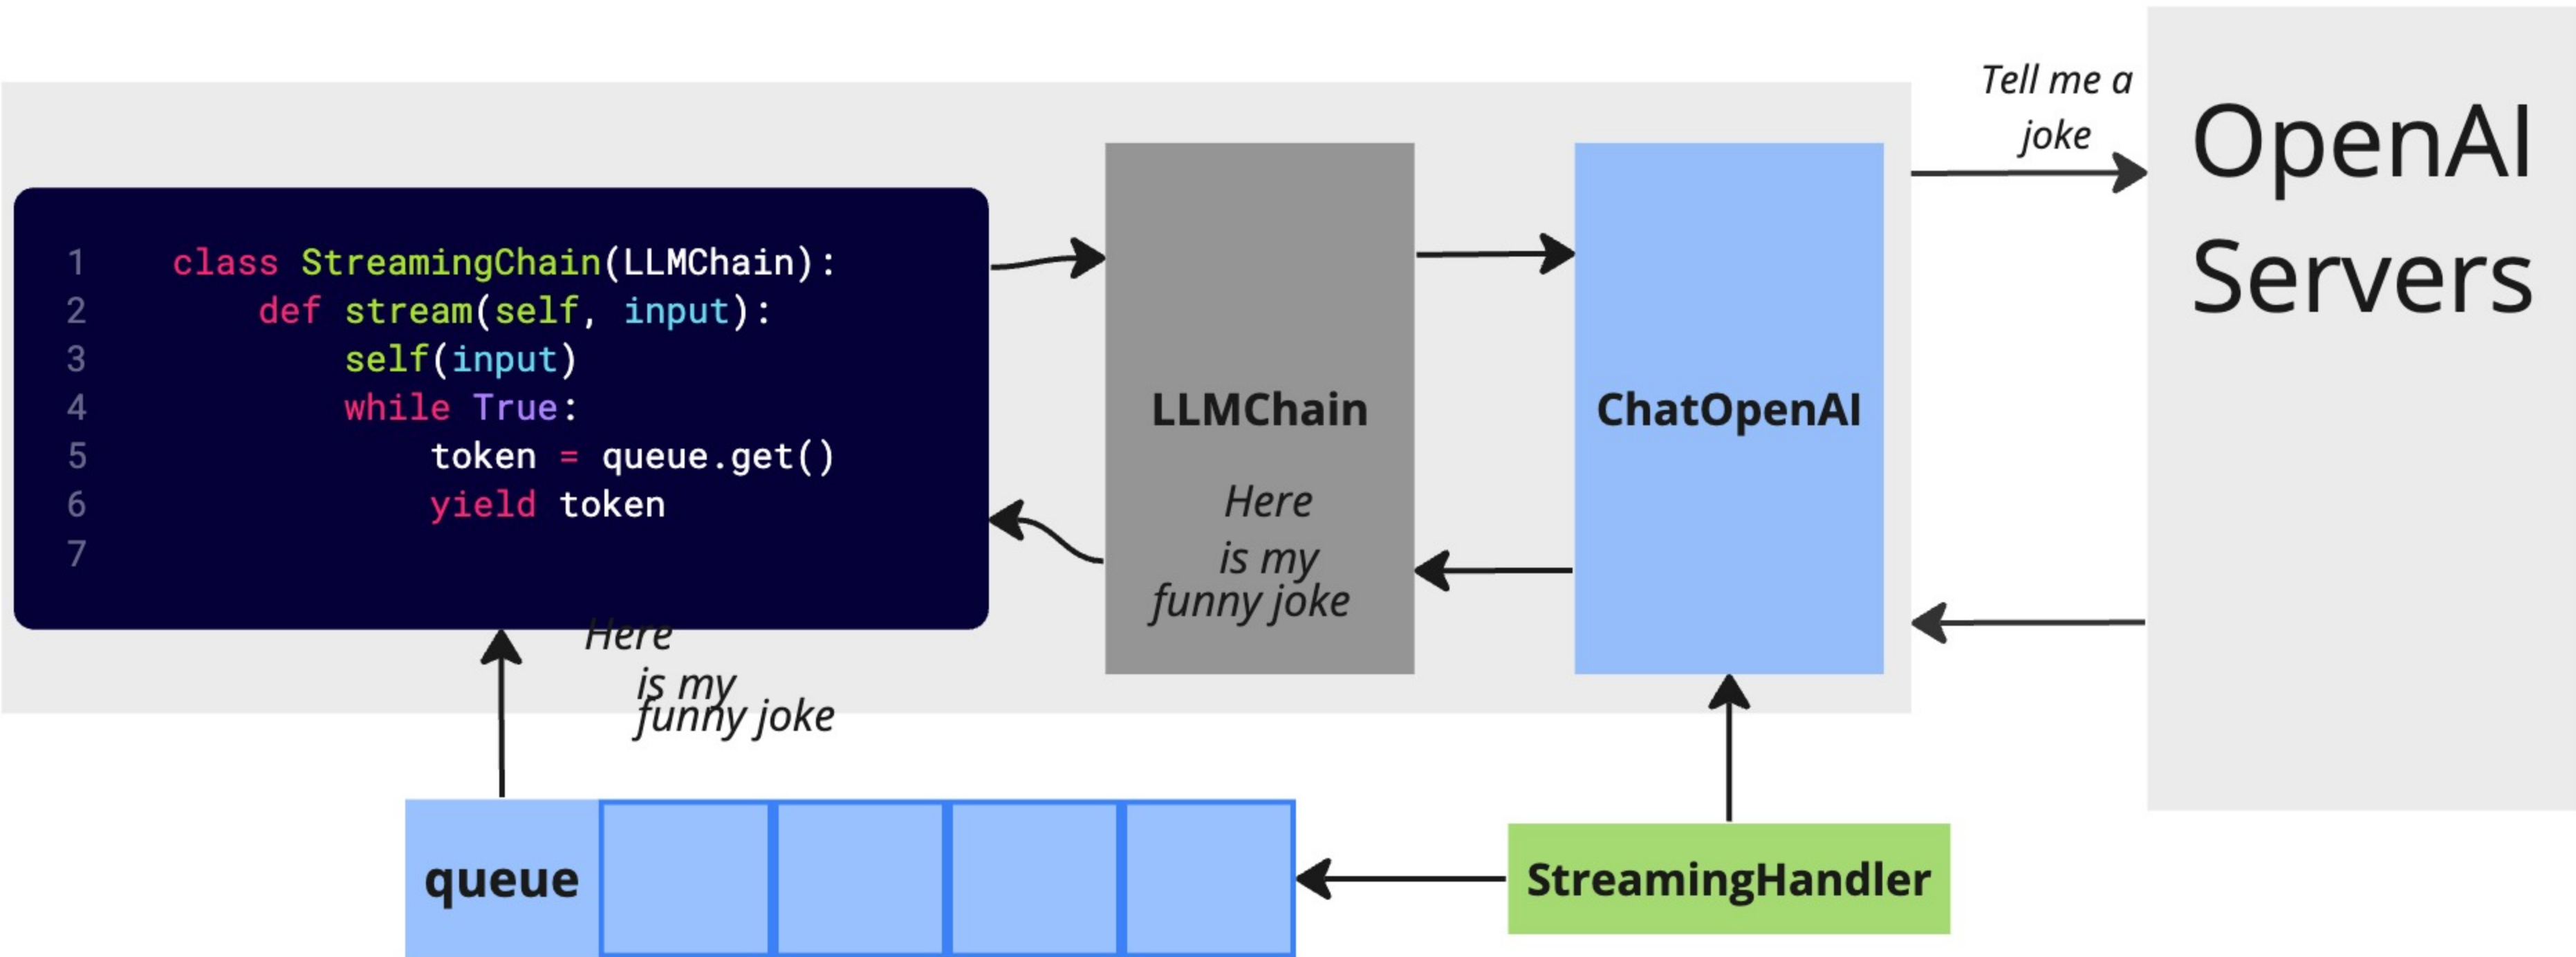 Tell me a
joke
OpenAI
Servers
1 class StreamingChain(LLMChain):
2 def stream(self, input):
3 self(input)
4 while True:
5 token = queue.get()
6 yield token
7
LLMChain
Here
is my
funny joke
ChatOpenAI
Here
is my
funny joke
queue
StreamingHandler